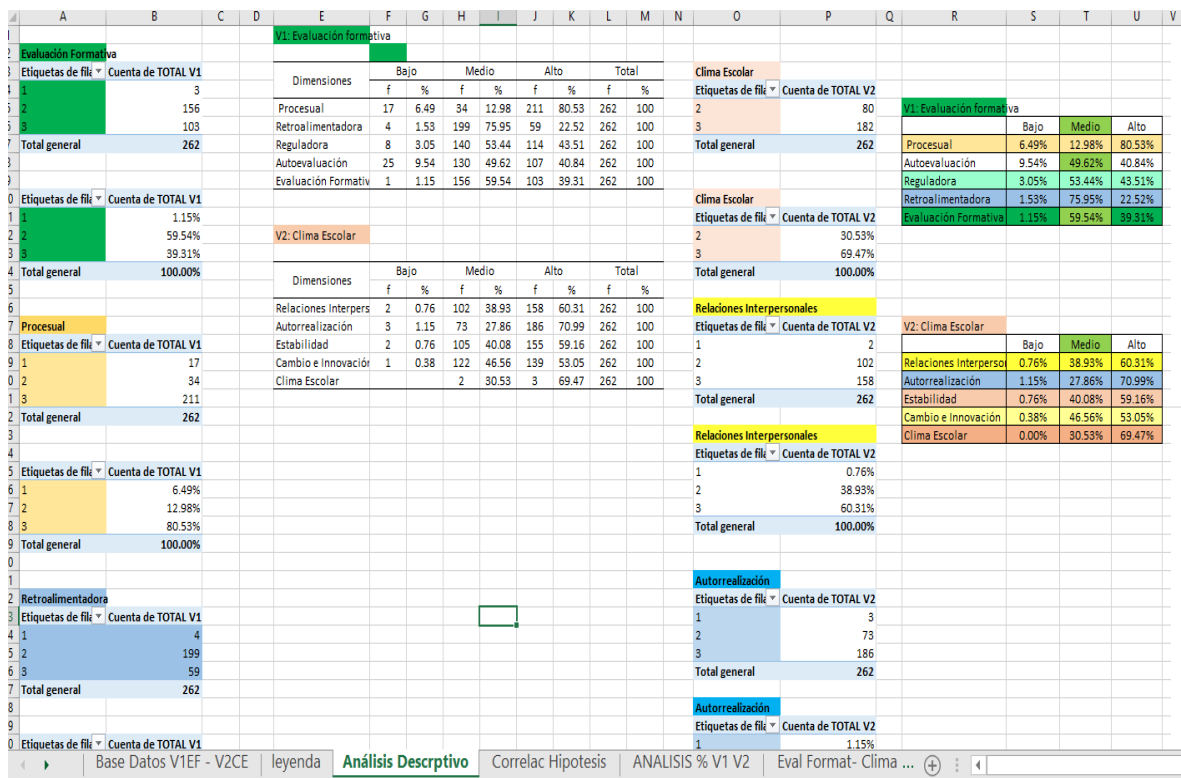 A B C D E F G H I J K L M N O P Q R S T U V
V1: Evaluación formativa
Evaluación Formativa
Etiquetas de fila Cuenta de TOTAL V1
1 3
2 156
3 103
Total general 262
Etiquetas de fila Cuenta de TOTAL V1
1 1.15%
2 59.54%
3 39.31%
Total general 100.00%
Procesual
Etiquetas de fila Cuenta de TOTAL V1
1 17
2 34
3 211
Total general 262
Etiquetas de fila Cuenta de TOTAL V1
1 6.49%
2 12.98%
3 80.53%
Total general 100.00%
Retroalimentadora
Etiquetas de fila Cuenta de TOTAL V1
1 4
2 199
3 59
Total general 262
Etiquetas de fila Cuenta de TOTAL V1
Dimensiones Bajo Medio Alto Total
f % f % f % f %
Procesual 17 6.49 34 12.98 211 80.53 262 100
Retroalimentadora 4 1.53 199 75.95 59 22.52 262 100
Reguladora 8 3.05 140 53.44 114 43.51 262 100
Autoevaluación 25 9.54 130 49.62 107 40.84 262 100
Evaluación Formativ 1 1.15 156 59.54 103 39.31 262 100
V2: Clima Escolar
Dimensiones Bajo Medio Alto Total
f % f % f % f %
Relaciones Interpers 2 0.76 102 38.93 158 60.31 262 100
Autorrealización 3 1.15 73 27.86 186 70.99 262 100
Estabilidad 2 0.76 105 40.08 155 59.16 262 100
Cambio e Innovación 1 0.38 122 46.56 139 53.05 262 100
Clima Escolar 2 30.53 3 69.47 262 100
Clima Escolar
Etiquetas de fila Cuenta de TOTAL V2
2 80
3 182
Total general 262
Clima Escolar
Etiquetas de fila Cuenta de TOTAL V2
2 30.53%
3 69.47%
Total general 100.00%
Relaciones Interpersonales
Etiquetas de fila Cuenta de TOTAL V2
1 2
2 102
3 158
Total general 262
Relaciones Interpersonales
Etiquetas de fila Cuenta de TOTAL V2
1 0.76%
2 38.93%
3 60.31%
Total general 100.00%
Autorrealización
Etiquetas de fila Cuenta de TOTAL V2
1 3
2 73
3 186
Total general 262
Autorrealización
Etiquetas de fila Cuenta de TOTAL V2
1 1.15%
V1: Evaluación formativa
Bajo Medio Alto
Procesual 6.49% 12.98% 80.53%
Autoevaluación 9.54% 49.62% 40.84%
Reguladora 3.05% 53.44% 43.51%
Retroalimentadora 1.53% 75.95% 22.52%
Evaluación Formativa 1.15% 59.54% 39.31%
V2: Clima Escolar
Bajo Medio Alto
Relaciones Interperso 0.76% 38.93% 60.31%
Autorrealización 1.15% 27.86% 70.99%
Estabilidad 0.76% 40.08% 59.16%
Cambio e Innovación 0.38% 46.56% 53.05%
Clima Escolar 0.00% 30.53% 69.47%
Base Datos V1EF - V2CE leyenda Análisis Descrptivo Correlac Hipotesis ANALISIS % V1 V2 Eval Format- Clima ...